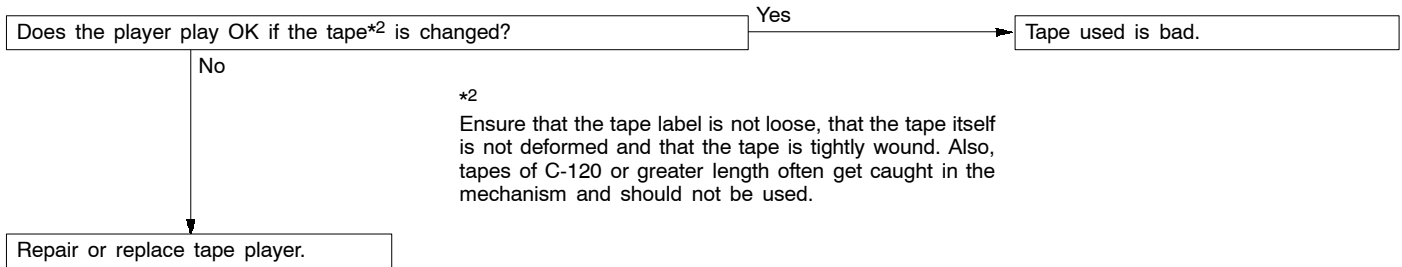 Does the player play OK if the tape*2 is changed?
Yes
Tape used is bad.
No
*2
Ensure that the tape label is not loose, that the tape itself
is not deformed and that the tape is tightly wound. Also,
tapes of C-120 or greater length often get caught in the
mechanism and should not be used.
Repair or replace tape player.